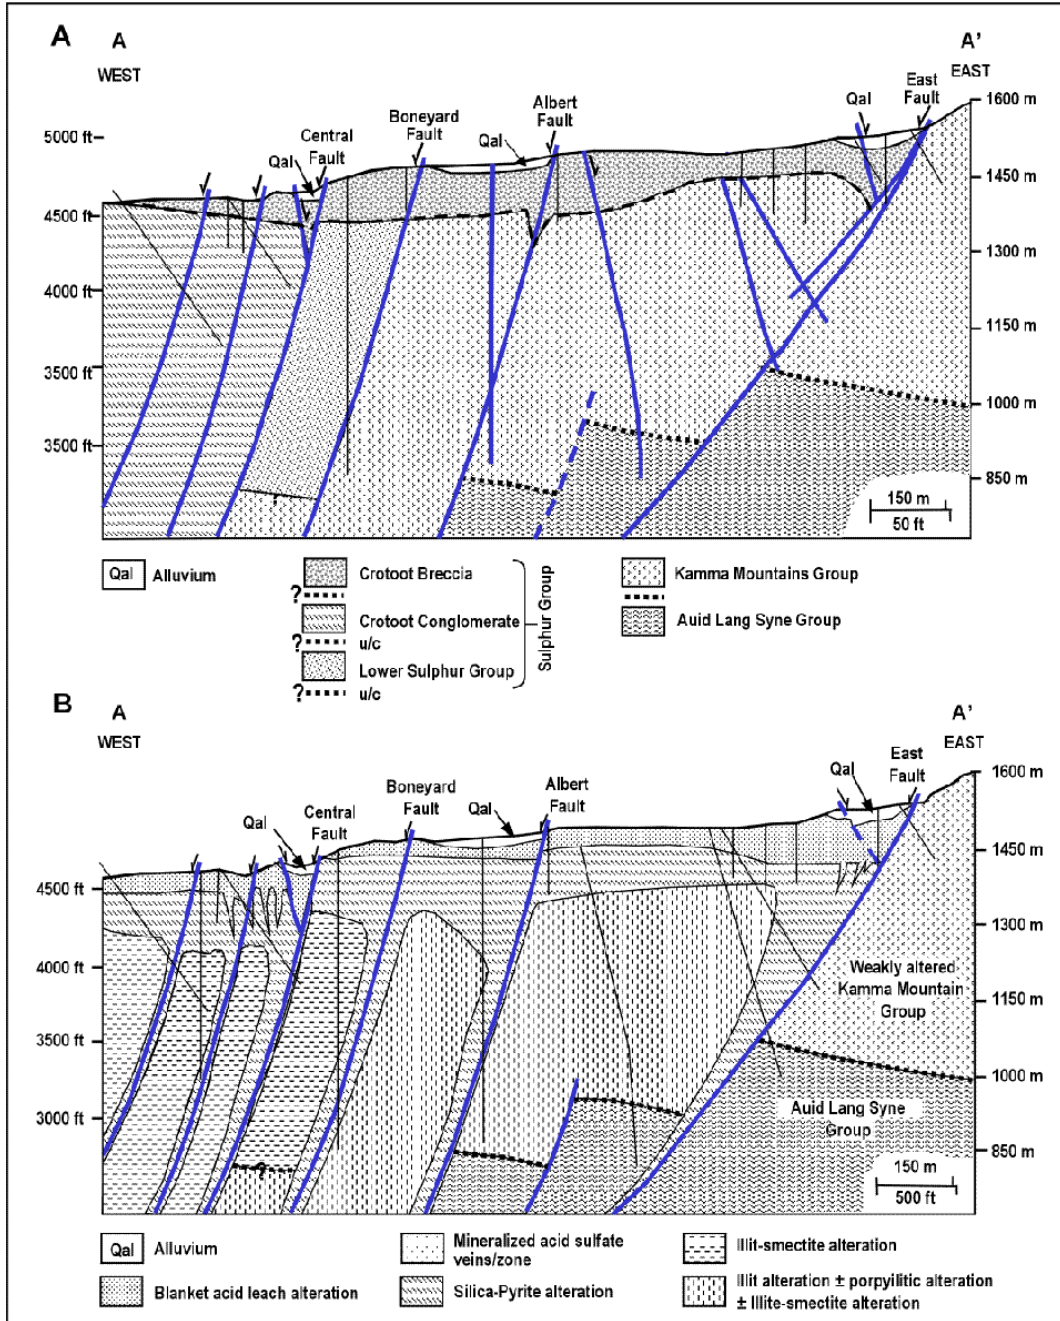 A
A
WEST
A'
EAST
East
Fault
Qal
1600 m
5000 ft
Boneyard
Fault
Albert
Fault
Qal
Central
Fault
Qal
4500 ft
1450 m
1300 m
4000 ft
1150 m
3500 ft
1000 m
3500 ft
850 m
?
150 m
50 ft
Qal
Alluvium
Crotoot Breccia
?
Crotoot Conglomerate
? u/c
Lower Sulphur Group
? u/c
Sulphur Group
Kamma Mountains Group
Auid Lang Syne Group
B
A
WEST
A'
EAST
East
Fault
Qal
1600 m
Boneyard
Fault
Albert
Fault
Qal
Central
Fault
Qal
1450 m
4500 ft
1300 m
4000 ft
Weakly altered
Kamma Mountain
Group
1150 m
3500 ft
1000 m
3000 ft
Auid Lang Syne
Group
850 m
?
150 m
500 ft
Qal
Alluvium
Blanket acid leach alteration
Mineralized acid sulfate
veins/zone
Silica-Pyrite alteration
Illit-smectite alteration
Illit alteration ± porpyilitic alteration
± Illite-smectite alteration